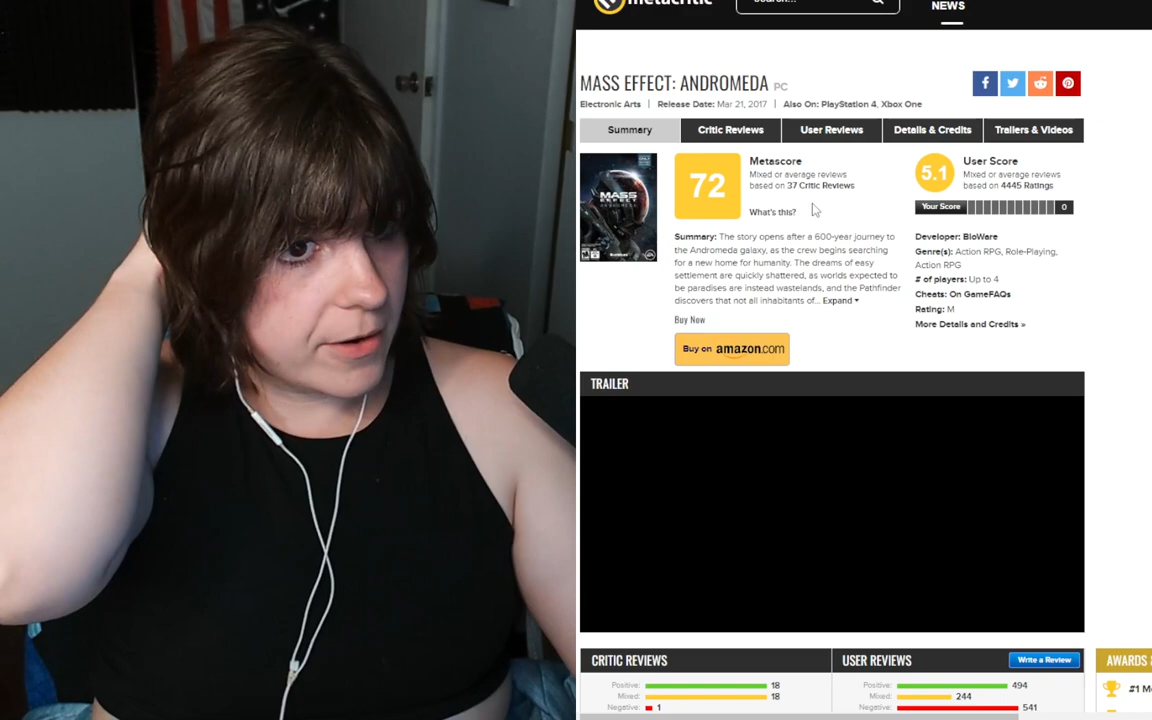 metacritic
Search...
NEWS
MASS EFFECT: ANDROMEDA PC
Electronic Arts | Release Date: Mar 21, 2017 | Also On: PlayStation 4, Xbox One
Summary
Critic Reviews
User Reviews
Details & Credits
Trailers & Videos
MASS EFFECT
72
Metascore
Mixed or average reviews
based on 37 Critic Reviews
What's this?
5.1
User Score
Mixed or average reviews
based on 4445 Ratings
Your Score 0
Summary: The story opens after a 600-year journey to
the Andromeda galaxy, as the crew begins searching
for a new home for humanity. The dreams of easy
settlement are quickly shattered, as worlds expected to
be paradises are instead wastelands, and the Pathfinder
discovers that not all inhabitants of... Expand
Buy Now
Buy on amazon.com
Developer: BioWare
Genre(s): Action RPG, Role-Playing,
Action RPG
# of players: Up to 4
Cheats: On GameFAQs
Rating: M
More Details and Credits »
TRAILER
CRITIC REVIEWS
Positive: 18
Mixed: 18
Negative: 1
USER REVIEWS
Write a Review
Positive: 494
Mixed: 244
Negative: 541
AWARDS &